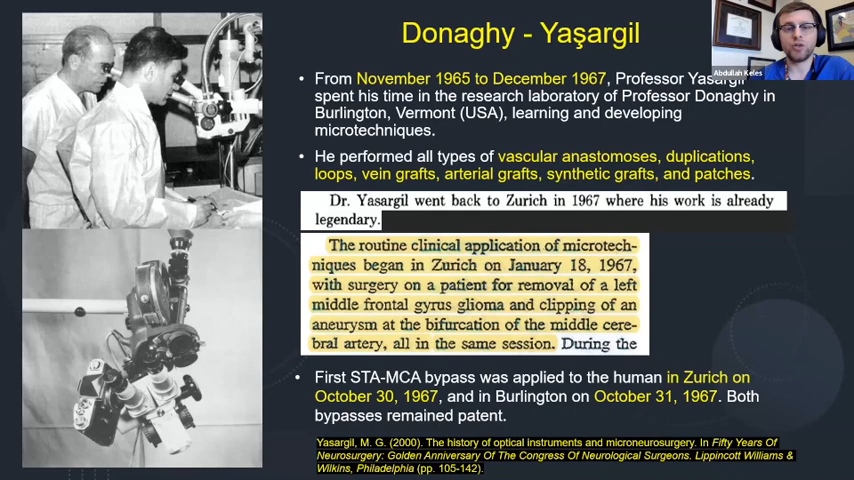 Donaghy - Yaşargil
Abdullah Keles
• From November 1965 to December 1967, Professor Yasargil
spent his time in the research laboratory of Professor Donaghy in
Burlington, Vermont (USA), learning and developing
microtechniques.
• He performed all types of vascular anastomoses, duplications,
loops, vein grafts, arterial grafts, synthetic grafts, and patches.
Dr. Yasargil went back to Zurich in 1967 where his work is already
legendary.
The routine clinical application of microtech-
niques began in Zurich on January 18, 1967,
with surgery on a patient for removal of a left
middle frontal gyrus glioma and clipping of an
aneurysm at the bifurcation of the middle cere-
bral artery, all in the same session. During the
• First STA-MCA bypass was applied to the human in Zurich on
October 30, 1967, and in Burlington on October 31, 1967. Both
bypasses remained patent.
Yasargil, M. G. (2000). The history of optical instruments and microneurosurgery. In Fifty Years Of
Neurosurgery: Golden Anniversary Of The Congress Of Neurological Surgeons. Lippincott Williams &
Wilkins, Philadelphia (pp. 105-142).